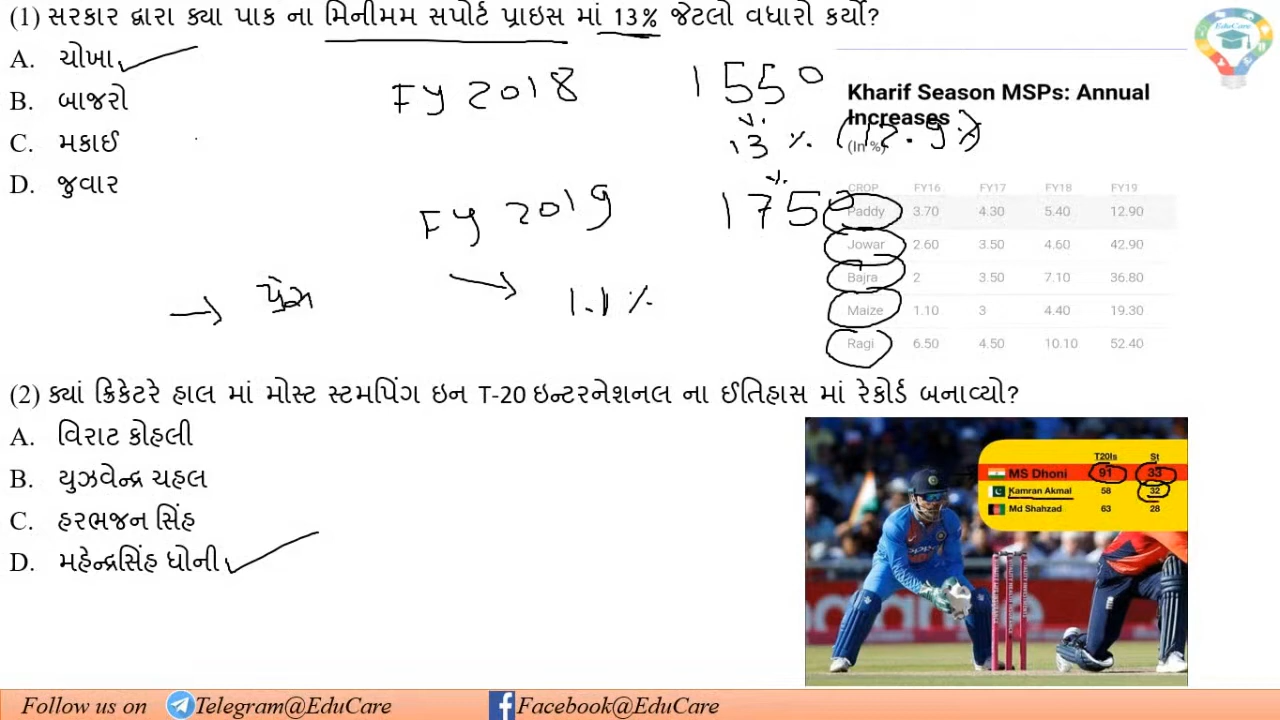 (1) સરકાર દ્વારા ક્યા પાક ના મિનીમમ સપોર્ટ પ્રાઇસ માં 13% જેટલો વધારો કર્યો?
A. ચોખા
B. બાજરો
C. મકાઈ
D. જુવાર
FY 2018 1550
13 % (12.9%)
FY 2019 1750
1.1 %
EduCare
Kharif Season MSPs: Annual
Increases
(In %)
CROP FY16 FY17 FY18 FY19
Paddy 3.70 4.30 5.40 12.90
Jowar 2.60 3.50 4.60 42.90
Bajra 2 3.50 7.10 36.80
Maize 1.10 3 4.40 19.30
Ragi 6.50 4.50 10.10 52.40
(2) ક્યાં ક્રિકેટરે હાલ માં મોસ્ટ સ્ટમપિંગ ઇન T-20 ઇન્ટરનેશનલ ના ઈતિહાસ માં રેકોર્ડ બનાવ્યો?
A. વિરાટ કોહલી
B. યુઝવેન્દ્ર ચહલ
C. હરભજન સિંહ
D. મહેન્દ્રસિંહ ધોની
T20Is St
MS Dhoni 91 33
Kamran Akmal 58 32
Md Shahzad 63 28
Follow us on Telegram@EduCare Facebook@EduCare